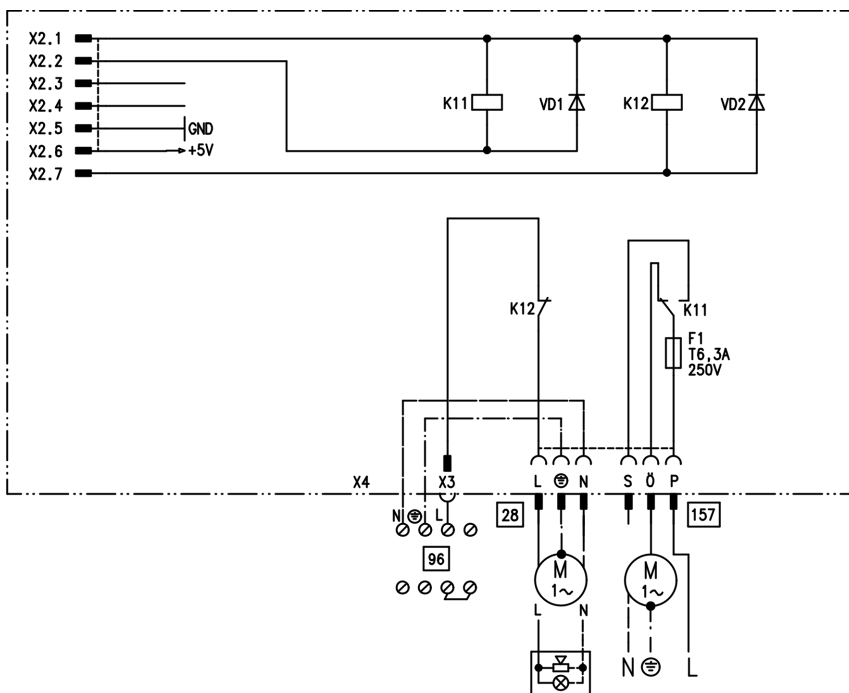 X2.1
X2.2
X2.3
X2.4
X2.5 GND
X2.6 +5V
X2.7
K11 VD1 K12 VD2
K12 K11
F1
T6,3A
250V
X4 X3 L N S Ö P
N L 28 157
96
M
1~
M
1~
L N
N L